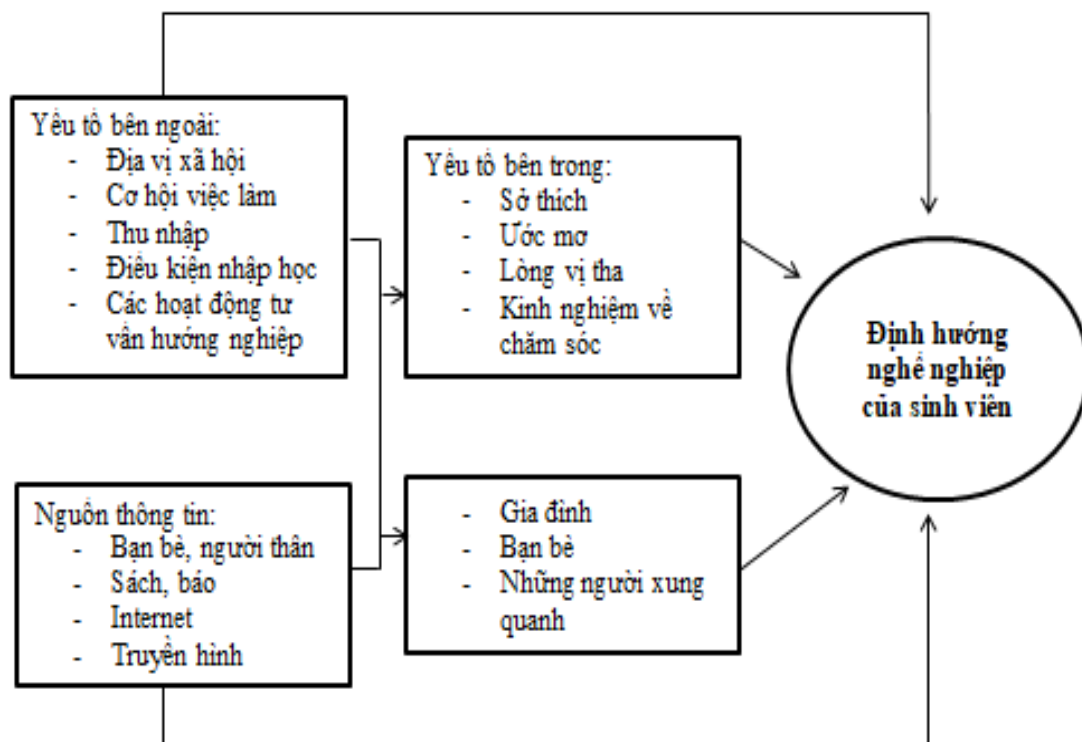 Yếu tố bên ngoài:
- Địa vị xã hội
- Cơ hội việc làm
- Thu nhập
- Điều kiện nhập học
- Các hoạt động tư
vấn hướng nghiệp
Yếu tố bên trong:
- Sở thích
- Ước mơ
- Lòng vị tha
- Kinh nghiệm về
chăm sóc
Định hướng
nghề nghiệp
của sinh viên
Nguồn thông tin:
- Bạn bè, người thân
- Sách, báo
- Internet
- Truyền hình
- Gia đình
- Bạn bè
- Những người xung
quanh